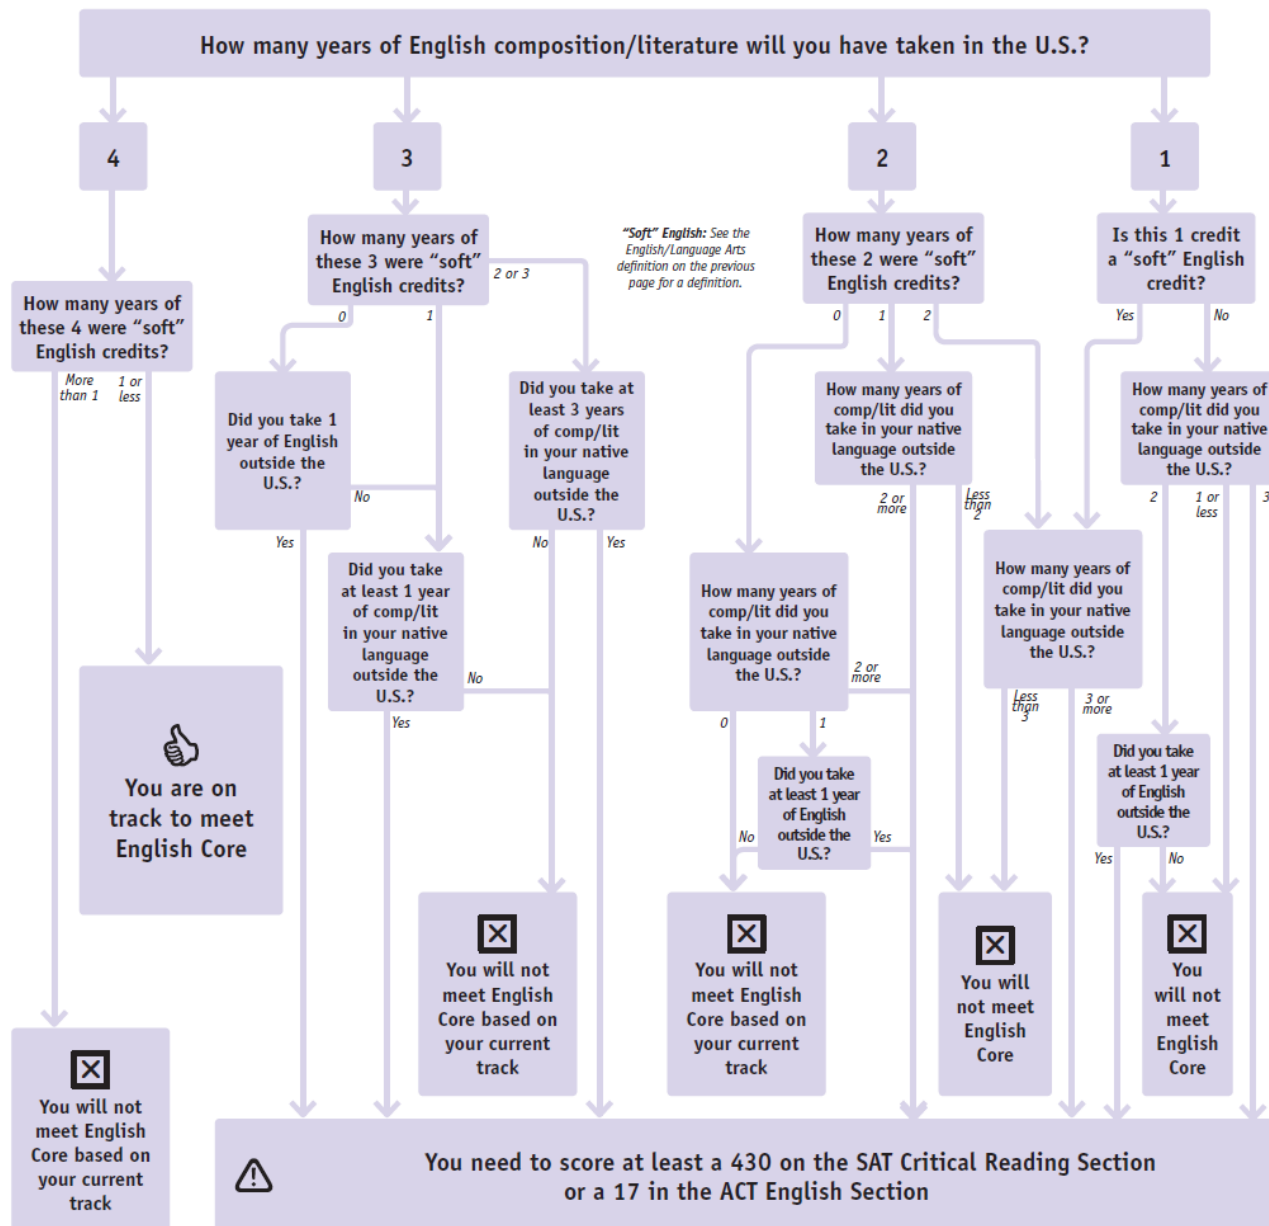 How many years of English composition/literature will you have taken in the U.S.?
4
3
2
1
How many years of
these 4 were “soft”
English credits?
More
than 1
1 or
less
You are on
track to meet
English Core
You will not
meet English
Core based on
your current
track
How many years of
these 3 were “soft”
English credits?
0
1
2 or 3
Did you take 1
year of English
outside the
U.S.?
No
Yes
Did you take
at least 1 year
of comp/lit
in your native
language
outside the
U.S.?
No
Yes
Did you take at
least 3 years
of comp/lit
in your native
language
outside the
U.S.?
No
Yes
You will not
meet English
Core based on
your current
track
“Soft” English: See the
English/Language Arts
definition on the previous
page for a definition.
How many years of
these 2 were “soft”
English credits?
0
1
2
How many years of
comp/lit did you
take in your native
language outside
the U.S.?
2 or
more
Less
than
2
How many years of
comp/lit did you
take in your native
language outside
the U.S.?
2 or
more
0
1
Did you take
at least 1 year
of English
outside the
U.S.?
No
Yes
You will not
meet English
Core based on
your current
track
Is this 1 credit
a “soft” English
credit?
Yes
No
How many years of
comp/lit did you
take in your native
language outside
the U.S.?
Less
than
3
3 or
more
You will
not meet
English
Core
How many years of
comp/lit did you
take in your native
language outside
the U.S.?
2
1 or
less
3
Did you take
at least 1 year
of English
outside the
U.S.?
Yes
No
You
will not
meet
English
Core
You need to score at least a 430 on the SAT Critical Reading Section
or a 17 in the ACT English Section